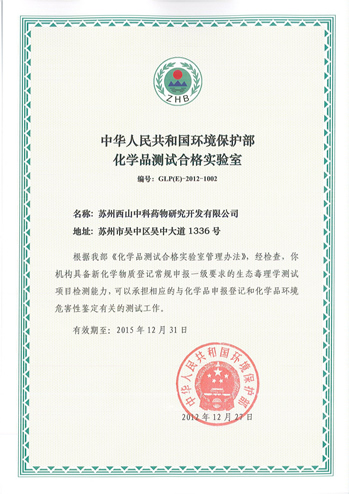 ZHB
中华人民共和国环境保护部
化学品测试合格实验室
编号：GLP(E)-2012-1002
名称：苏州西山中科药物研究开发有限公司
地址：苏州市吴中区吴中大道 1336 号
根据我部《化学品测试合格实验室管理办法》，经检查，你
机构具备新化学物质登记常规申报一级要求的生态毒理学测试
项目检测能力，可以承担相应的与化学品申报登记和化学品环境
危害性鉴定有关的测试工作。
有效期至：2015 年 12 月 31 日
中华人民共和国环境保护部
2012 年 12 月 27 日